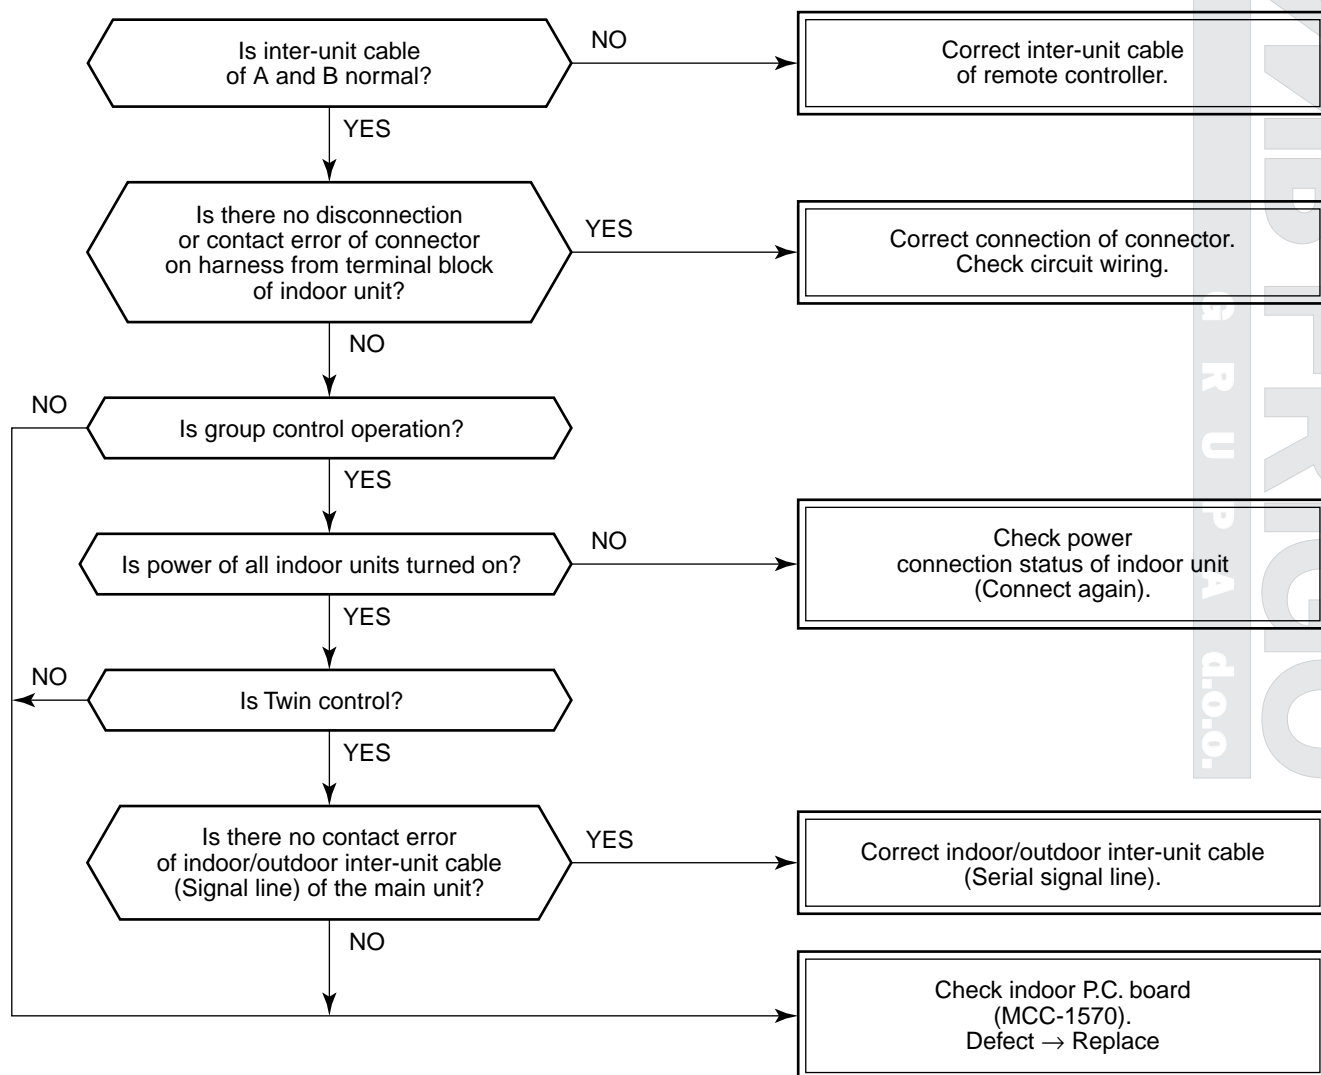 Is inter-unit cable
of A and B normal?
NO
Correct inter-unit cable
of remote controller.
YES
Is there no disconnection
or contact error of connector
on harness from terminal block
of indoor unit?
YES
Correct connection of connector.
Check circuit wiring.
NO
NO
Is group control operation?
YES
Is power of all indoor units turned on?
NO
Check power
connection status of indoor unit
(Connect again).
YES
NO
Is Twin control?
YES
Is there no contact error
of indoor/outdoor inter-unit cable
(Signal line) of the main unit?
YES
Correct indoor/outdoor inter-unit cable
(Serial signal line).
NO
Check indoor P.C. board
(MCC-1570).
Defect → Replace
GRUPA d.o.o.